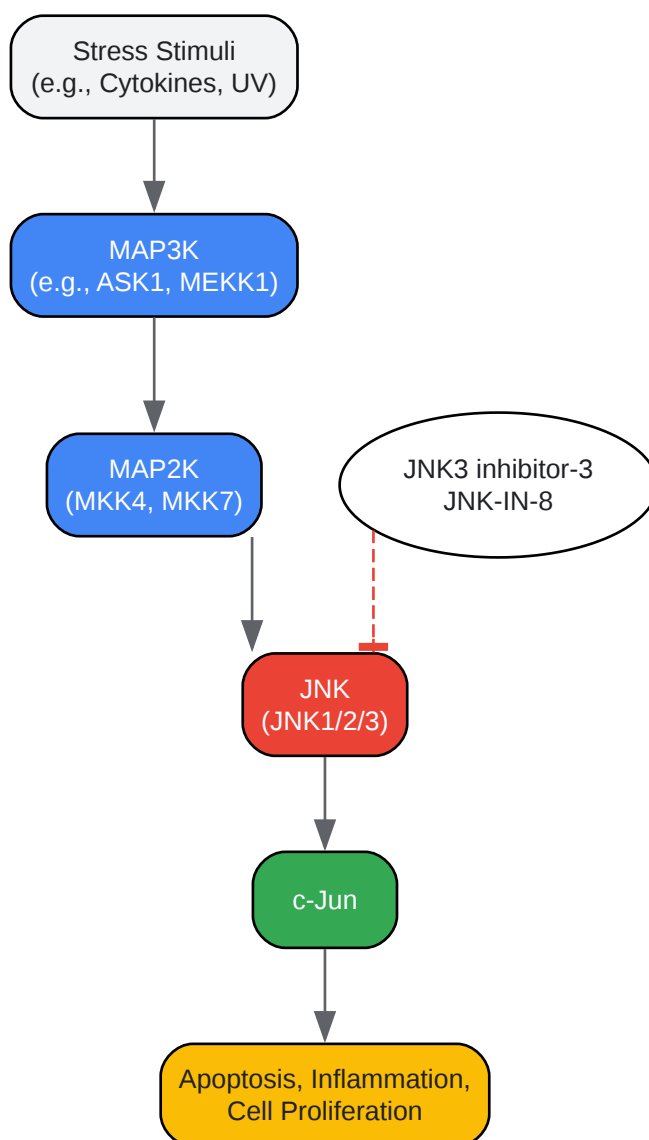 Stress Stimuli
(e.g., Cytokines, UV)
MAP3K
(e.g., ASK1, MEKK1)
MAP2K
(MKK4, MKK7)
JNK3 inhibitor-3
JNK-IN-8
JNK
(JNK1/2/3)
c-Jun
Apoptosis, Inflammation,
Cell Proliferation